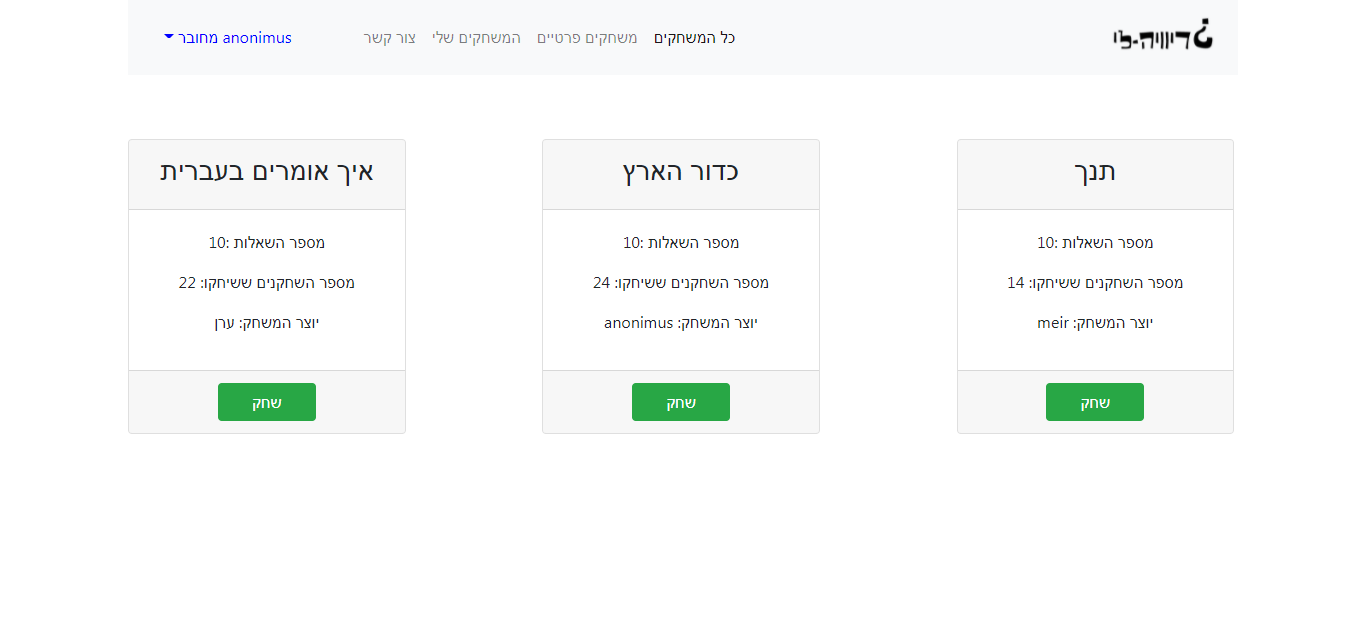 טריוויה-לי
כל המשחקים
משחקים פרטיים
המשחקים שלי
צור קשר
anonimus מחובר
תנך
מספר השאלות :10
מספר השחקנים ששיחקו: 14
יוצר המשחק: meir
שחק
כדור הארץ
מספר השאלות :10
מספר השחקנים ששיחקו: 24
יוצר המשחק: anonimus
שחק
איך אומרים בעברית
מספר השאלות :10
מספר השחקנים ששיחקו: 22
יוצר המשחק: ערן
שחק